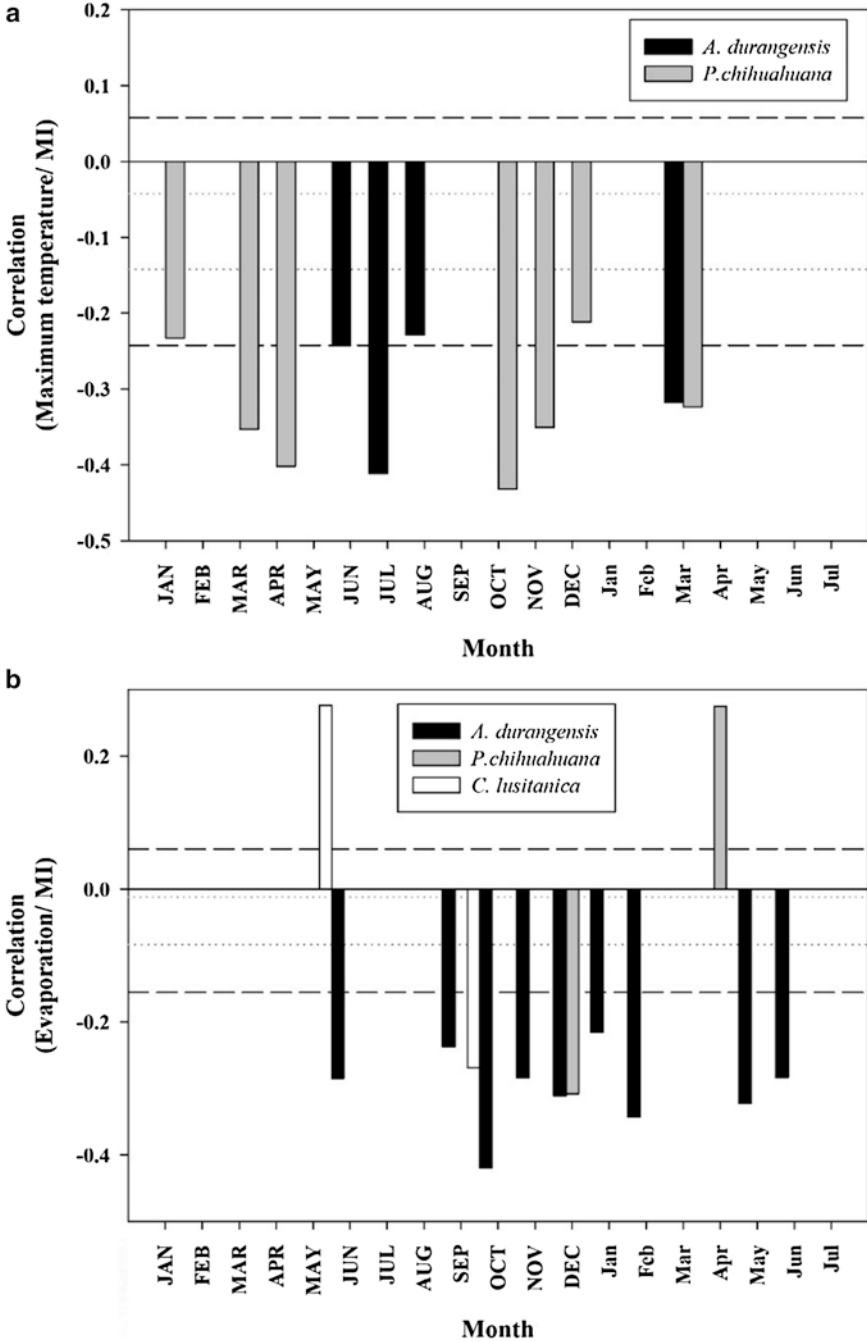 a
0.2
0.1
0.0
-0.1
-0.2
-0.3
-0.4
-0.5
Correlation
(Maximum temperature/ MI)
A. durangensis
P.chihuahuana
JAN
FEB
MAR
APR
MAY
JUN
JUL
AUG
SEP
OCT
NOV
DEC
Jan
Feb
Mar
Apr
May
Jun
Jul
Month
b
0.2
0.0
-0.2
-0.4
Correlation
(Evaporation/ MI)
A. durangensis
P.chihuahuana
C. lusitanica
JAN
FEB
MAR
APR
MAY
JUN
JUL
AUG
SEP
OCT
NOV
DEC
Jan
Feb
Mar
Apr
May
Jun
Jul
Month